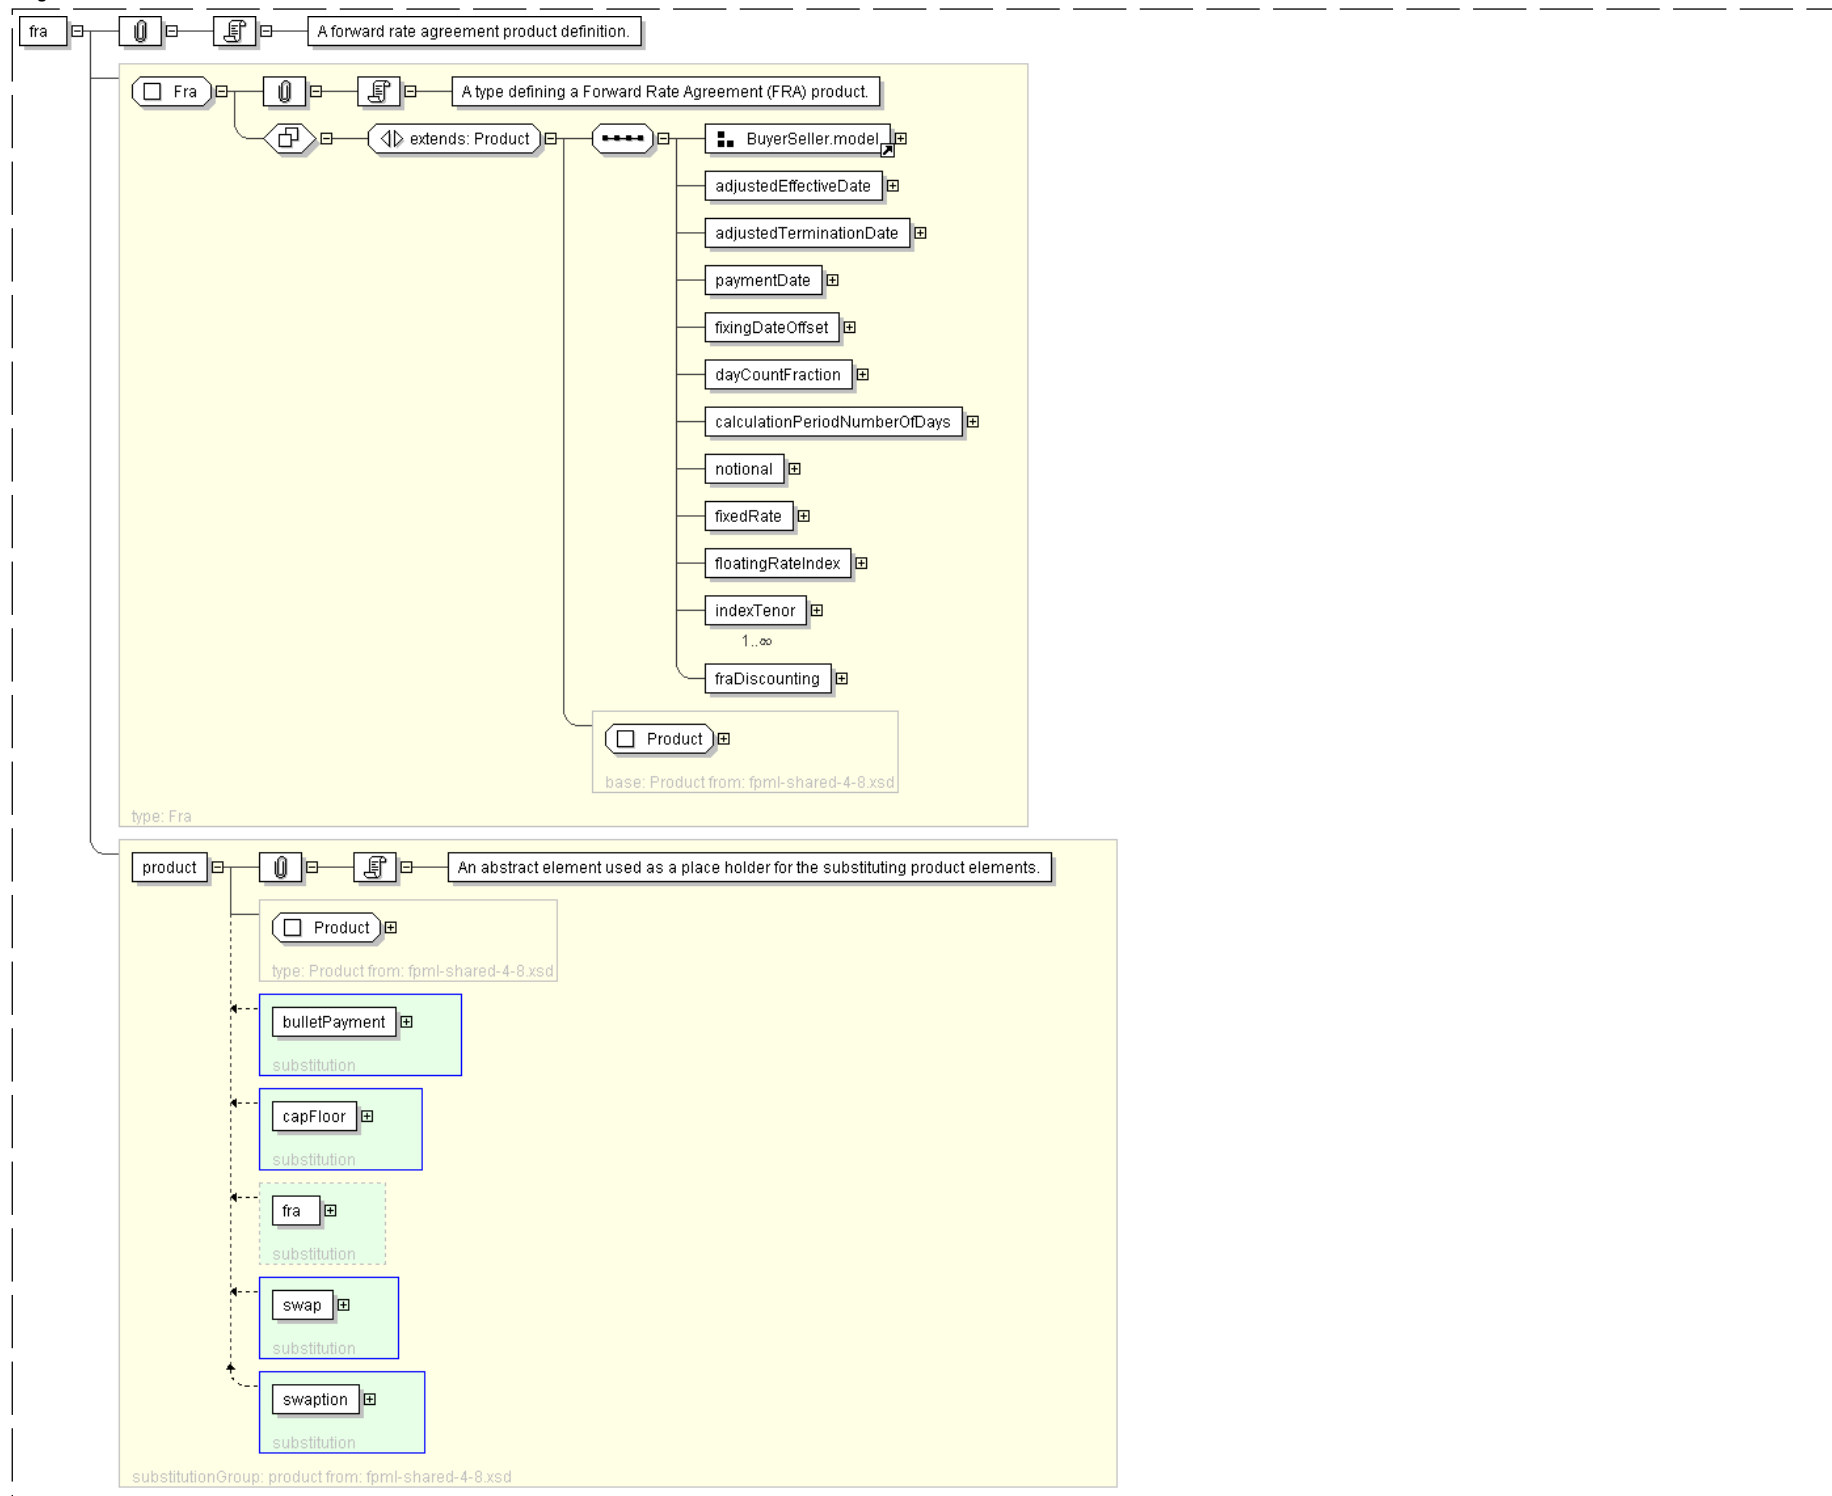 fra
A forward rate agreement product definition.
Fra
A type defining a Forward Rate Agreement (FRA) product.
extends: Product
BuyerSeller.model
adjustedEffectiveDate
adjustedTerminationDate
paymentDate
fixingDateOffset
dayCountFraction
calculationPeriodNumberOfDays
notional
fixedRate
floatingRateIndex
indexTenor
1..∞
fraDiscounting
Product
base: Product from: fpml-shared-4-8.xsd
type: Fra
product
An abstract element used as a place holder for the substituting product elements.
Product
type: Product from: fpml-shared-4-8.xsd
bulletPayment
substitution
capFloor
substitution
fra
substitution
swap
substitution
swaption
substitution
substitutionGroup: product from: fpml-shared-4-8.xsd